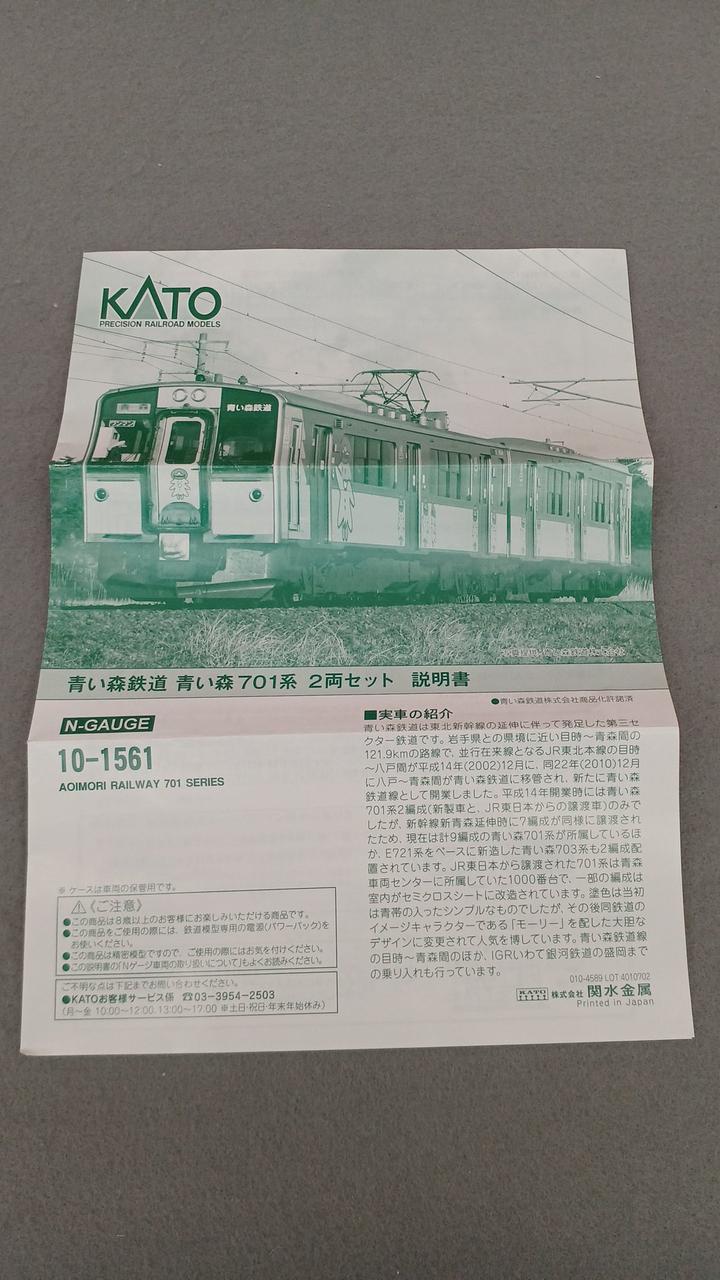 KATO
PRECISION RAILROAD MODELS
青森
青い森鉄道
青い森鉄道 青い森701系 2両セット 説明書
●青い森鉄道株式会社商品化許諾済
N-GAUGE
10-1561
AOIMORI RAILWAY 701 SERIES
※ ケースは車両の保管用です。
⚠《ご注意》
●この商品は8歳以上のお客様にお楽しみいただける商品です。
●この商品をご使用の際には、鉄道模型専用の電源(パワーパック)を
お使いください。
●この商品は精密模型ですので、ご使用の際にはお気を付けください。
●この説明書の「Nゲージ車両の取り扱いについて」もよくお読みください。
ご不明な点は下記までお問い合わせください。
●KATOお客様サービス係 ☎03-3954-2503
(月〜金 10:00〜12:00、13:00〜17:00 ※土日・祝日・年末年始休み)
■実車の紹介
青い森鉄道は東北新幹線の延伸に伴って発足した第三セ
クター鉄道です。岩手県との県境に近い目時〜青森間の
121.9kmの路線で、並行在来線となるJR東北本線の目時
〜八戸間が平成14年(2002)12月に、同22年(2010)12月
に八戸〜青森間が青い森鉄道に移管され、新たに青い森
鉄道線として開業しました。平成14年開業時には青い森
701系2編成(新製車と、JR東日本からの譲渡車)のみで
したが、新幹線新青森延伸時に7編成が同様に譲渡され
たため、現在は計9編成の青い森701系が所属しているほ
か、E721系をベースに新造した青い森703系も2編成配
置されています。JR東日本から譲渡された701系は青森
車両センターに所属していた1000番台で、一部の編成は
室内がセミクロスシートに改造されています。塗色は当初
は青帯の入ったシンプルなものでしたが、その後同鉄道の
イメージキャラクターである「モーリー」を配した大胆な
デザインに変更されて人気を博しています。青い森鉄道線
の目時〜青森間のほか、IGRいわて銀河鉄道の盛岡まで
の乗り入れも行っています。
010-4589 LOT:4010702
KATO 株式会社 関水金属
Printed in Japan